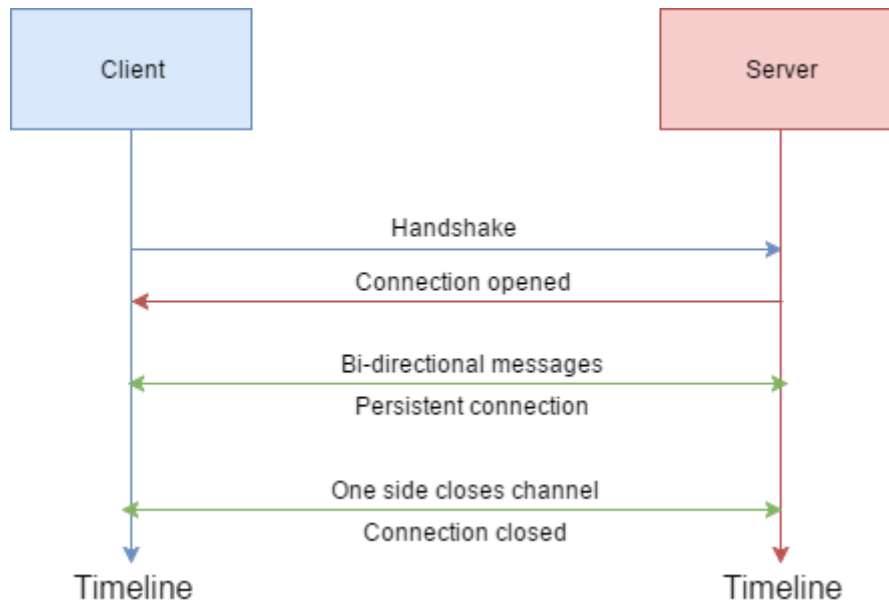 Client
Server
Handshake
Connection opened
Bi-directional messages
Persistent connection
One side closes channel
Connection closed
Timeline
Timeline